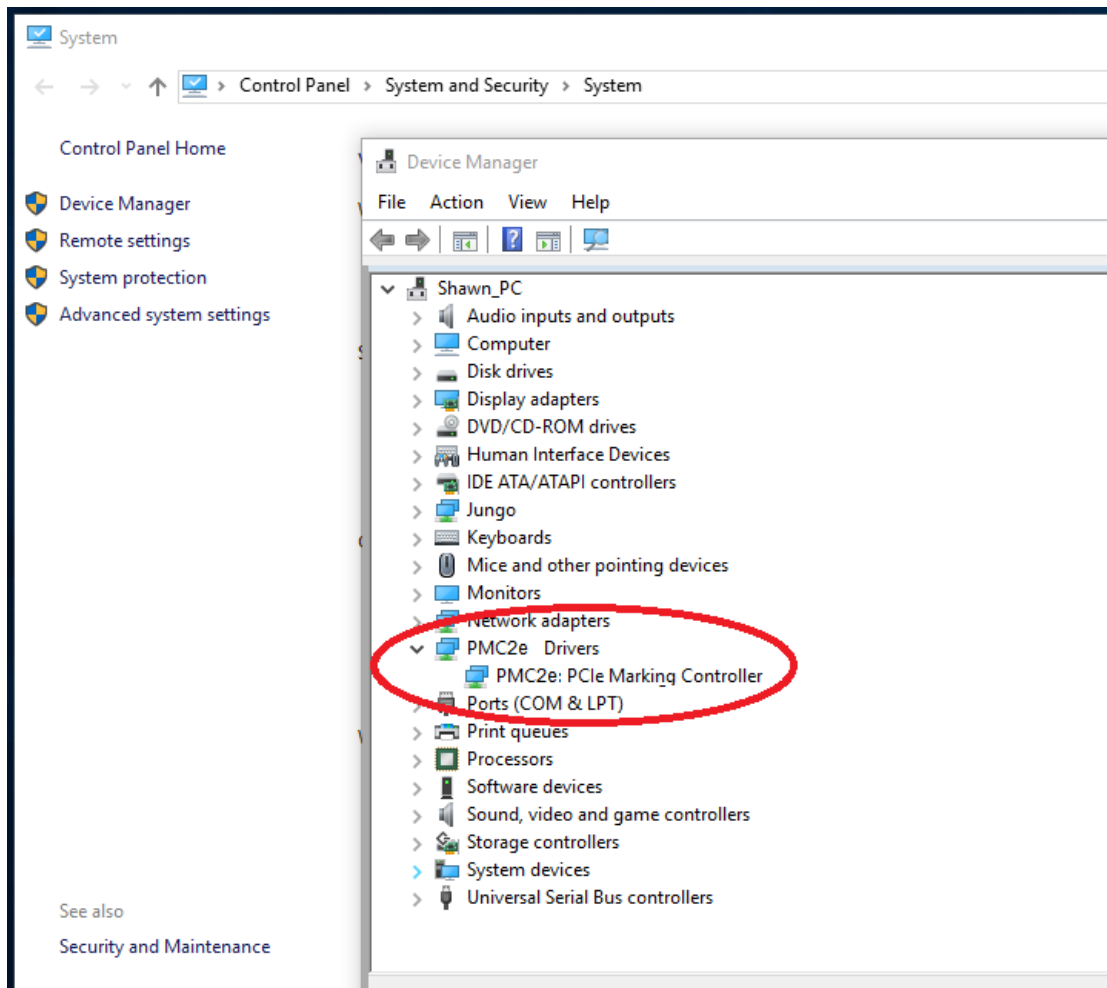 System
Control Panel > System and Security > System
Control Panel Home
Device Manager
Remote settings
System protection
Advanced system settings
See also
Security and Maintenance
Device Manager
File Action View Help
Shawn_PC
Audio inputs and outputs
Computer
Disk drives
Display adapters
DVD/CD-ROM drives
Human Interface Devices
IDE ATA/ATAPI controllers
Jungo
Keyboards
Mice and other pointing devices
Monitors
Network adapters
PMC2e Drivers
PMC2e: PCIe Marking Controller
Ports (COM & LPT)
Print queues
Processors
Software devices
Sound, video and game controllers
Storage controllers
System devices
Universal Serial Bus controllers